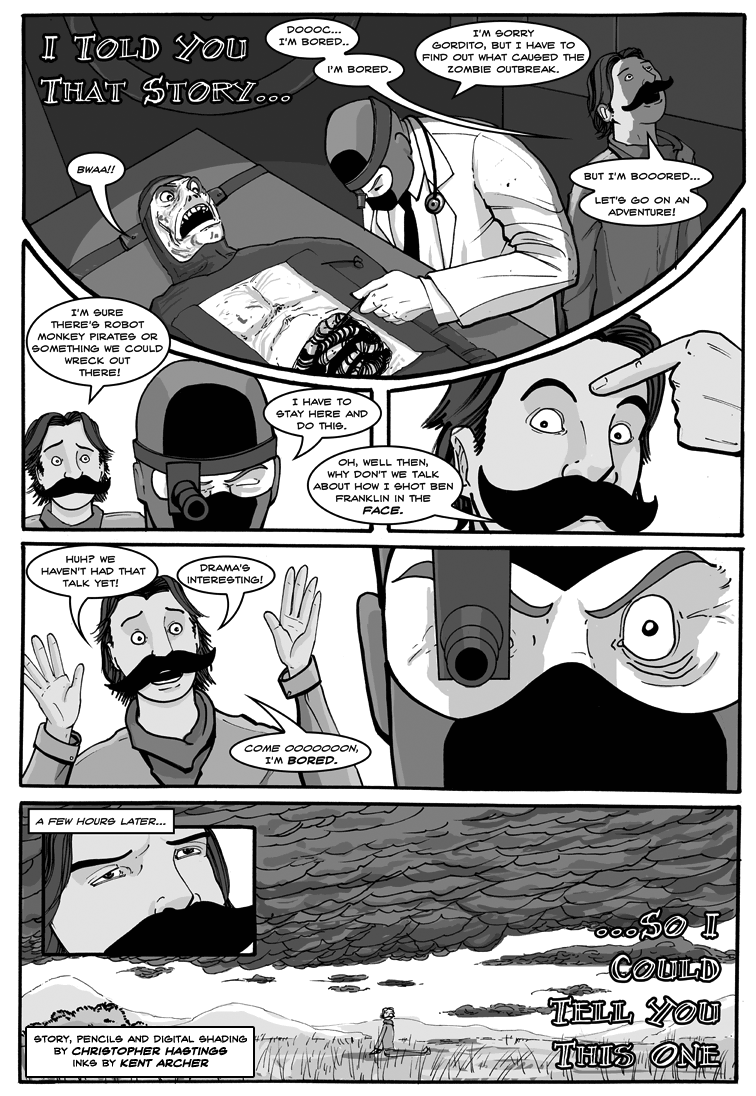 I TOLD YOU
THAT STORY...
DOOOC...
I'M BORED..
I'M BORED.
I'M SORRY
GORDITO, BUT I HAVE TO
FIND OUT WHAT CAUSED THE
ZOMBIE OUTBREAK.
BWAA!!
BUT I'M BOOORED...
LET'S GO ON AN
ADVENTURE!
I'M SURE
THERE'S ROBOT
MONKEY PIRATES OR
SOMETHING WE COULD
WRECK OUT
THERE!
I HAVE TO
STAY HERE AND
DO THIS.
OH, WELL THEN,
WHY DON'T WE TALK
ABOUT HOW I SHOT BEN
FRANKLIN IN THE
FACE.
HUH? WE
HAVEN'T HAD THAT
TALK YET!
DRAMA'S
INTERESTING!
COME OOOOOOON,
I'M BORED.
A FEW HOURS LATER...
...SO I
COULD
TELL YOU
THIS ONE
STORY, PENCILS AND DIGITAL SHADING
BY CHRISTOPHER HASTINGS
INKS BY KENT ARCHER